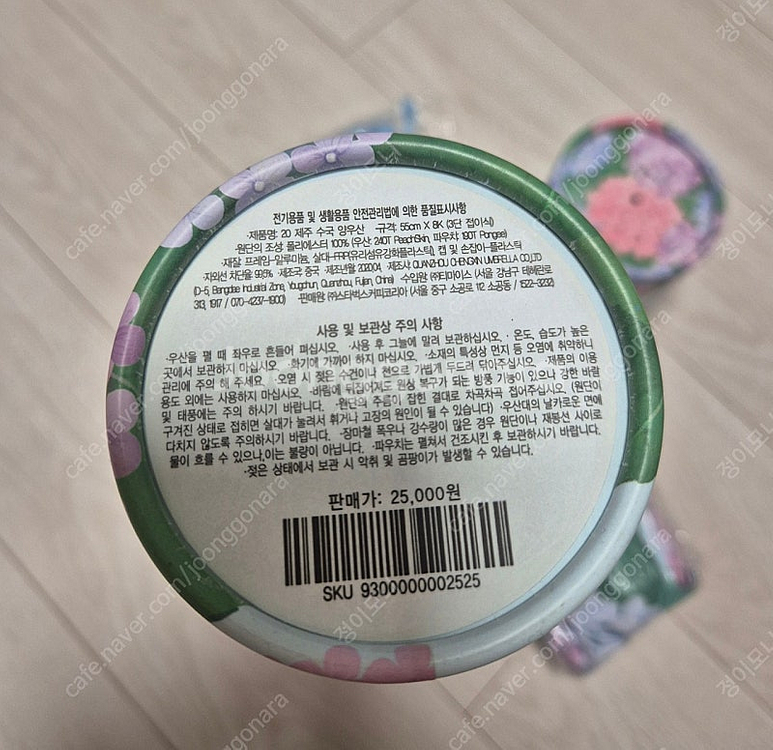 전기용품 및 생활용품 안전관리법에 의한 품질표시사항
·제품명: 20 제주 수국 양우산 ·규격: 55cm X 8K (3단 접이식)
·원단의 조성 폴리에스터 100% (우산: 240T PeachSkin, 파우치: 190T Pongee)
·재질: 프레임-알루미늄, 살대-FRP(유리섬유강화플라스틱), 캡 및 손잡이-플라스틱
·자외선 차단율: 99.8% ·제조국: 중국 ·제조년월: 2020.04. ·제조사: QUANZHOU CHENGXIN UMBRELLA CO.,LTD
(D-5, Bangdae Industrial Zone, Yongchun, Quanzhou, Fujian, China) 수입원: (주)티피아이스 (서울 강남구 테헤란로
313, 1917 / 070-4237-1900) ·판매원: (주)스타벅스커피코리아 (서울 중구 소공로 112 소공동 / 1522-3232)
사용 및 보관상 주의 사항
·우산을 펼 때 좌우로 흔들어 펴십시오. ·사용 후 그늘에 말려 보관하십시오. ·온도, 습도가 높은
곳에서 보관하지 마십시오. ·화기에 가까이 하지 마십시오. ·소재의 특성상 먼지 등 오염에 취약하니
관리에 주의 해 주세요. ·오염 시 젖은 수건이나 천으로 가볍게 두드려 닦아주십시오. ·제품의 이용
용도 외에는 사용하지 마십시오. ·바람에 뒤집어져도 원상 복구가 되는 방풍 기능이 있으나 강한 바람
및 태풍에는 주의 하시기 바랍니다. ·원단의 주름이 잡힌 결대로 차곡차곡 접어주십시오. (원단이
구겨진 상태로 접히면 살대가 눌려서 휘거나 고장의 원인이 될 수 있습니다) ·우산대의 날카로운 면에
다치지 않도록 주의하시기 바랍니다. ·장마철 폭우나 강수량이 많은 경우 원단이나 재봉선 사이로
물이 흐를 수 있으나,이는 불량이 아닙니다. ·파우치는 펼쳐서 건조시킨 후 보관하시기 바랍니다.
·젖은 상태에서 보관 시 악취 및 곰팡이가 발생할 수 있습니다.
판매가: 25,000원
SKU 9300000002525
cafe.naver.com/joonggonara